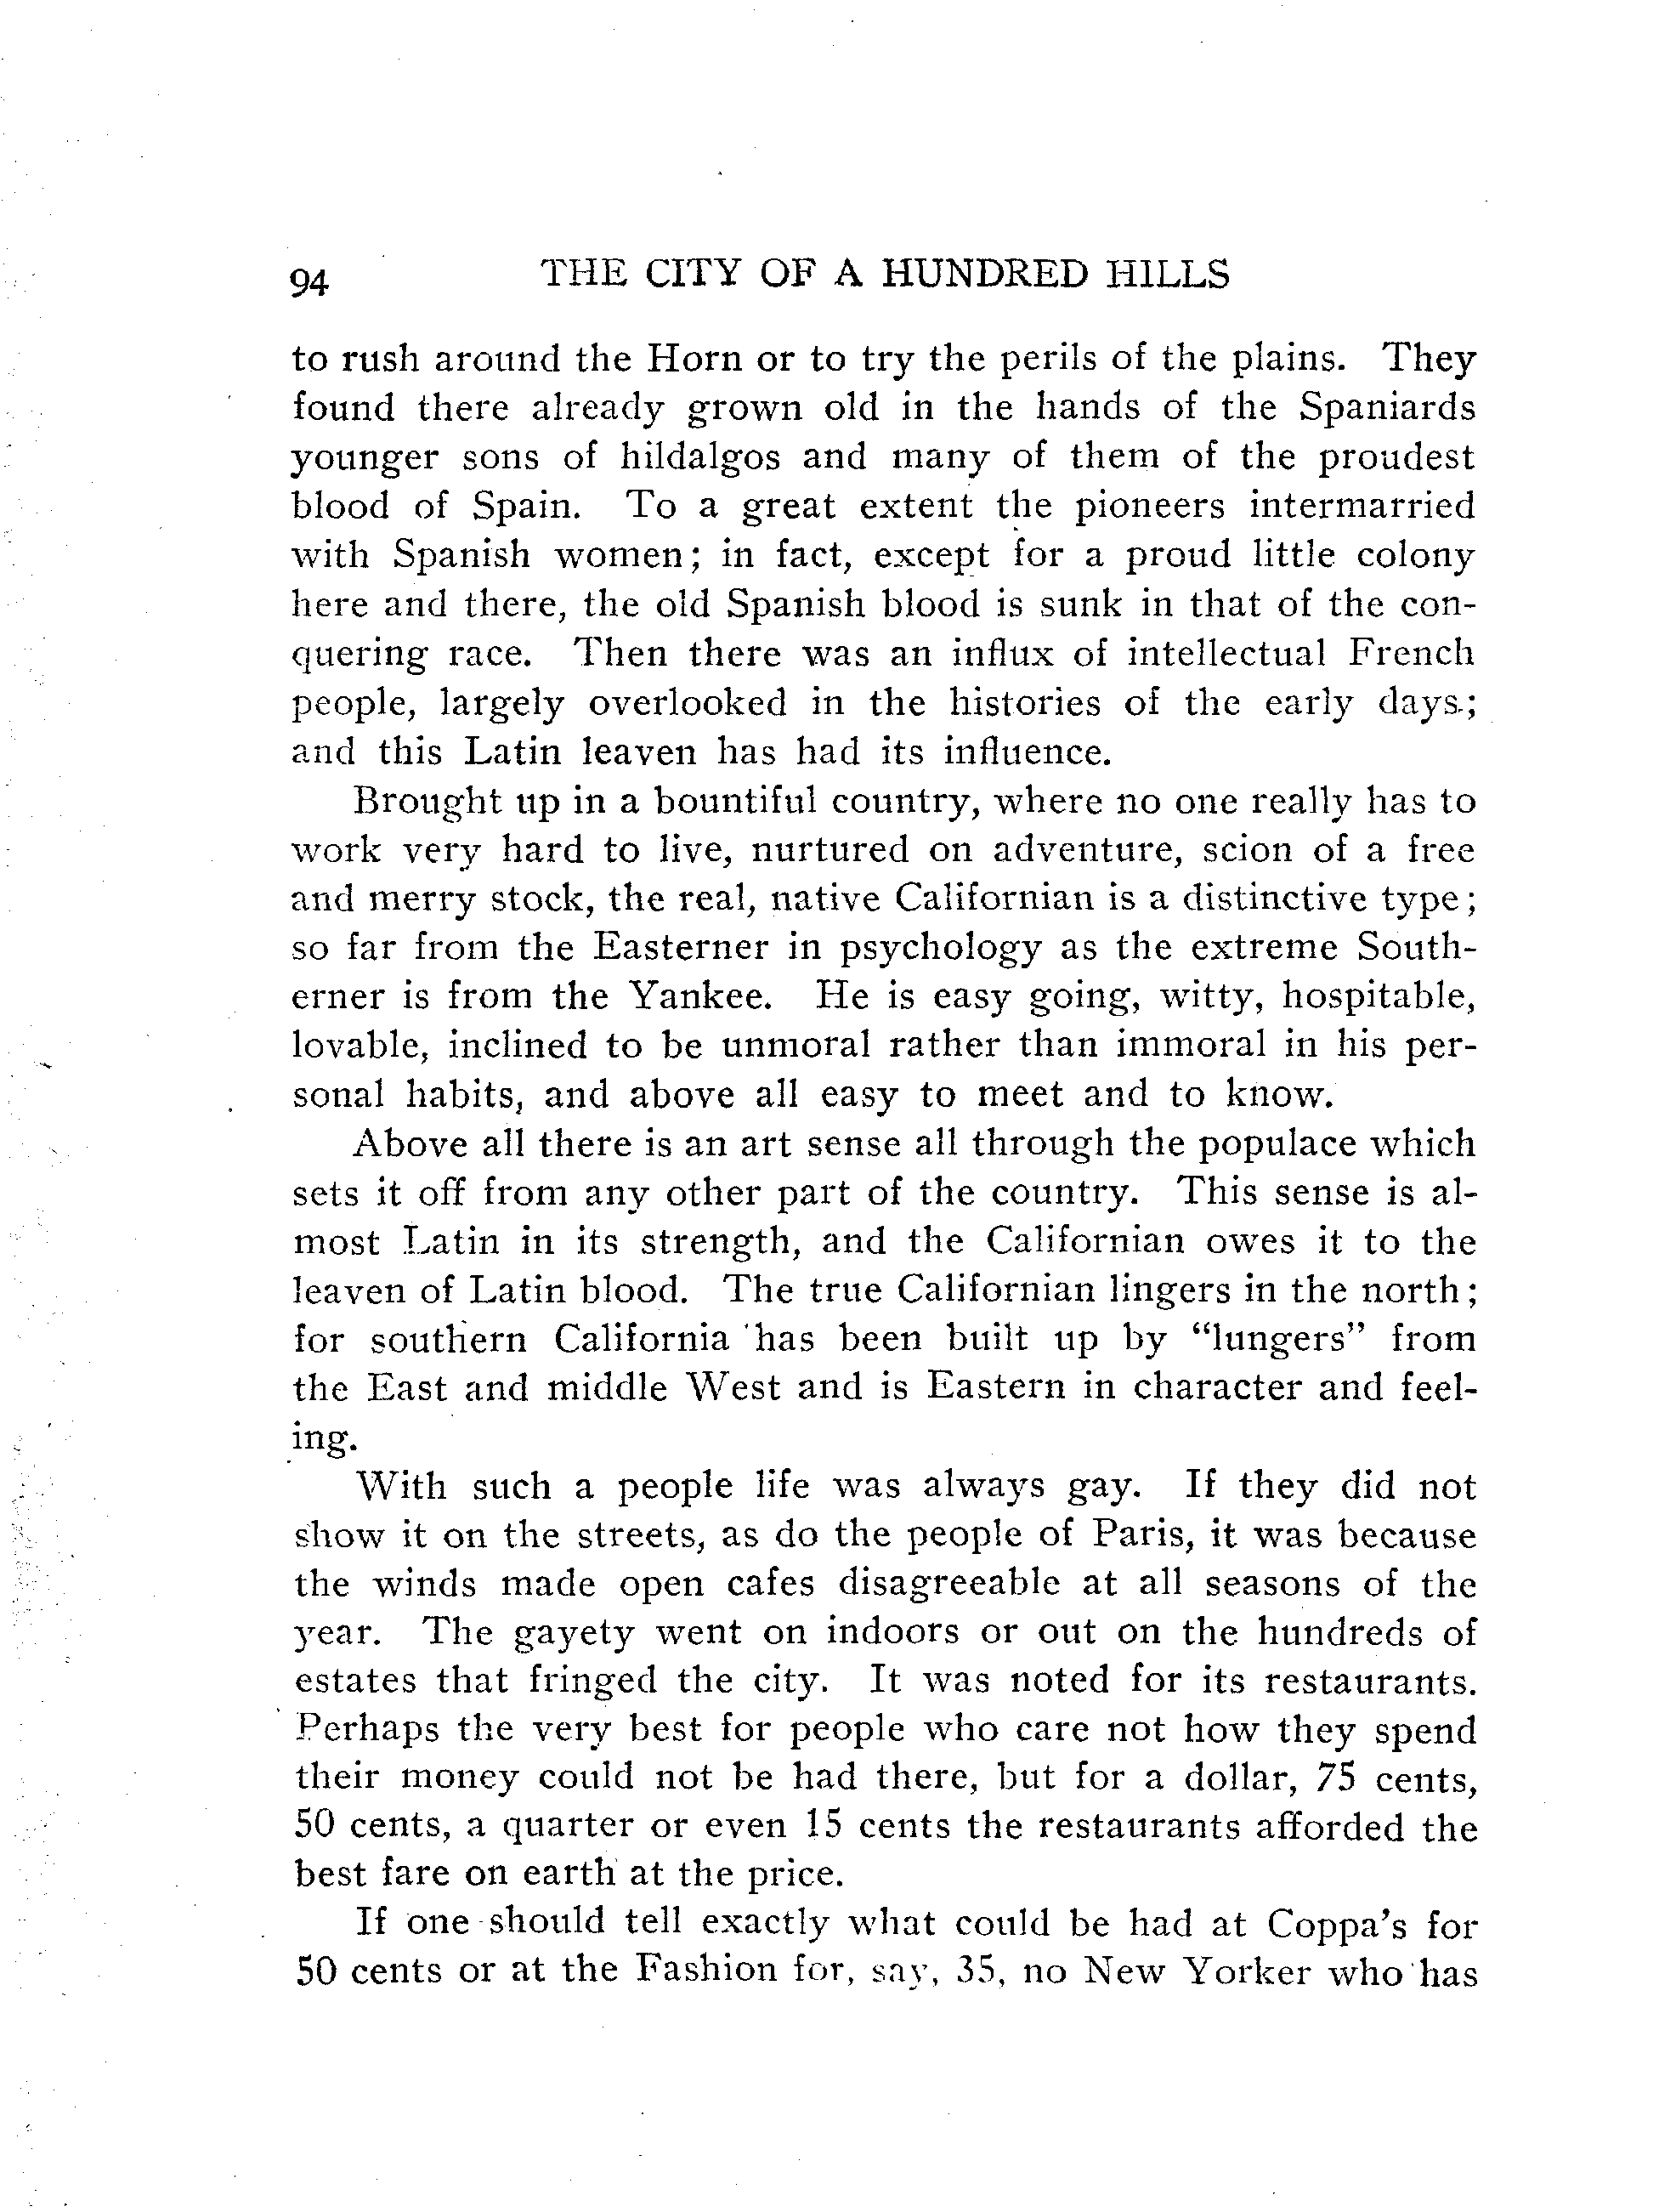 94 THE CITY OF A HUNDRED HILLS
to rush around the Horn or to try the perils of the plains. They
found there already grown old in the hands of the Spaniards
younger sons of hildalgos and many of them of the proudest
blood of Spain. To a great extent the pioneers intermarried
with Spanish women; in fact, except for a proud little colony
here and there, the old Spanish blood is sunk in that of the con-
quering race. Then there was an influx of intellectual French
people, largely overlooked in the histories of the early days;
and this Latin leaven has had its influence.
Brought up in a bountiful country, where no one really has to
work very hard to live, nurtured on adventure, scion of a free
and merry stock, the real, native Californian is a distinctive type;
so far from the Easterner in psychology as the extreme South-
erner is from the Yankee. He is easy going, witty, hospitable,
lovable, inclined to be unmoral rather than immoral in his per-
sonal habits, and above all easy to meet and to know.
Above all there is an art sense all through the populace which
sets it off from any other part of the country. This sense is al-
most Latin in its strength, and the Californian owes it to the
leaven of Latin blood. The true Californian lingers in the north;
for southern California has been built up by "lungers" from
the East and middle West and is Eastern in character and feel-
ing.
With such a people life was always gay. If they did not
show it on the streets, as do the people of Paris, it was because
the winds made open cafes disagreeable at all seasons of the
year. The gayety went on indoors or out on the hundreds of
estates that fringed the city. It was noted for its restaurants.
Perhaps the very best for people who care not how they spend
their money could not be had there, but for a dollar, 75 cents,
50 cents, a quarter or even 15 cents the restaurants afforded the
best fare on earth at the price.
If one should tell exactly what could be had at Coppa's for
50 cents or at the Fashion for, say, 35, no New Yorker who has